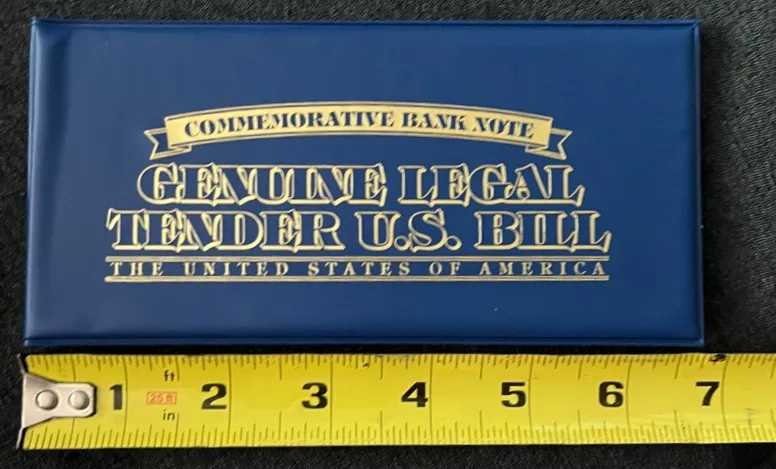 COMMEMORATIVE BANK NOTE
GENUINE LEGAL
TENDER U.S. BILL
THE UNITED STATES OF AMERICA
ft
1 25 ft 2 3 4 5 6 7
in